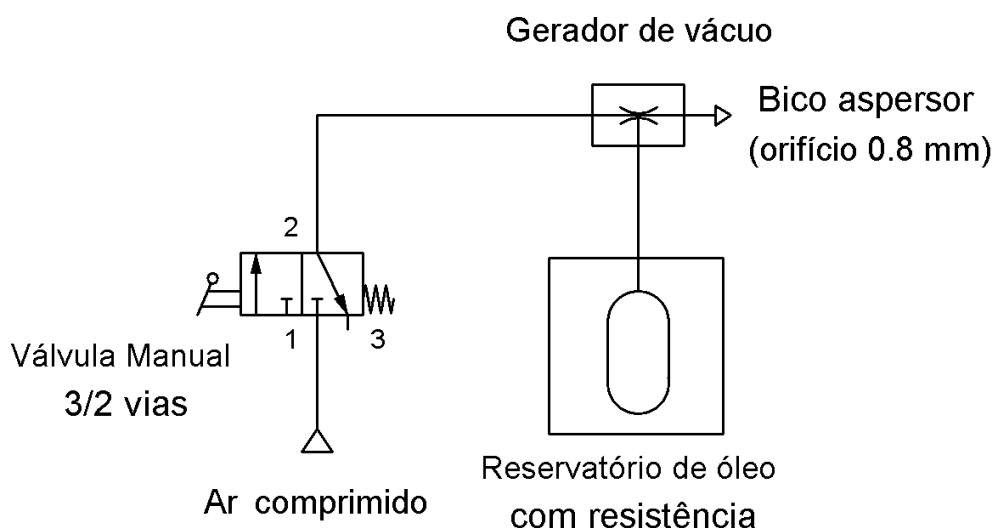 Gerador de vácuo
Bico aspersor
(orifício 0.8 mm)
2
1
3
Válvula Manual
3/2 vias
Ar comprimido
Reservatório de óleo
com resistência